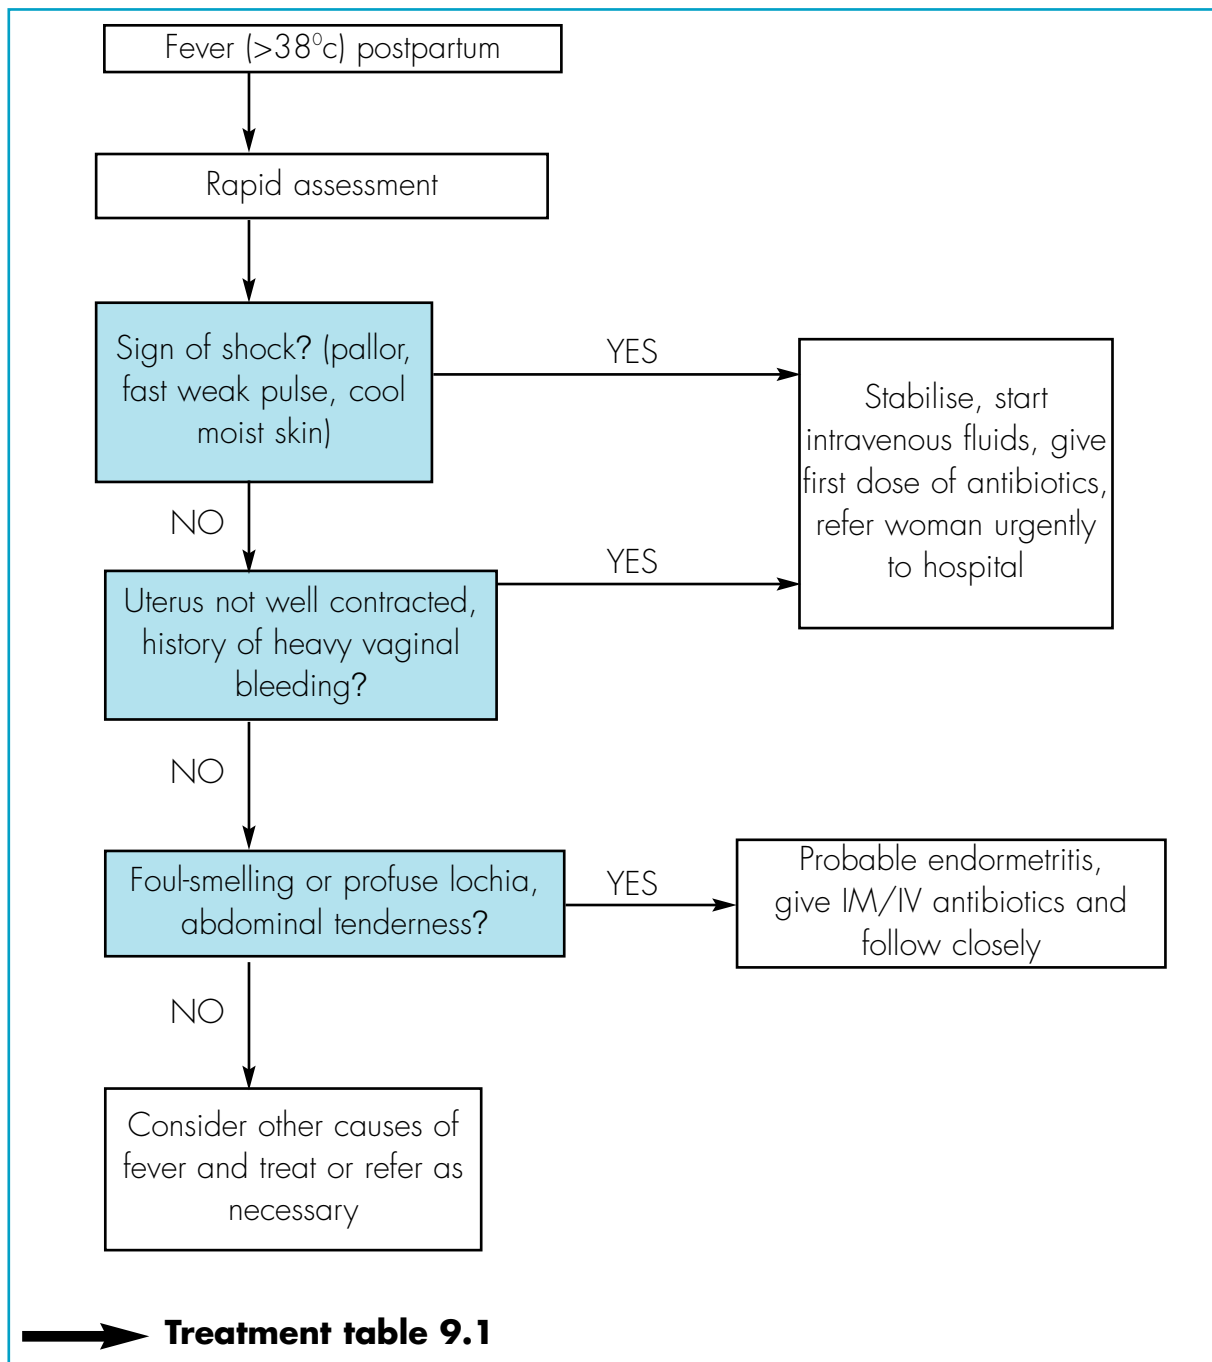 Fever (>38⁰c) postpartum
Rapid assessment
Sign of shock? (pallor,
fast weak pulse, cool
moist skin)
YES
Stabilise, start
intravenous fluids, give
first dose of antibiotics,
refer woman urgently
to hospital
NO
Uterus not well contracted,
history of heavy vaginal
bleeding?
YES
NO
Foul-smelling or profuse lochia,
abdominal tenderness?
YES
Probable endormetritis,
give IM/IV antibiotics and
follow closely
NO
Consider other causes of
fever and treat or refer as
necessary
Treatment table 9.1